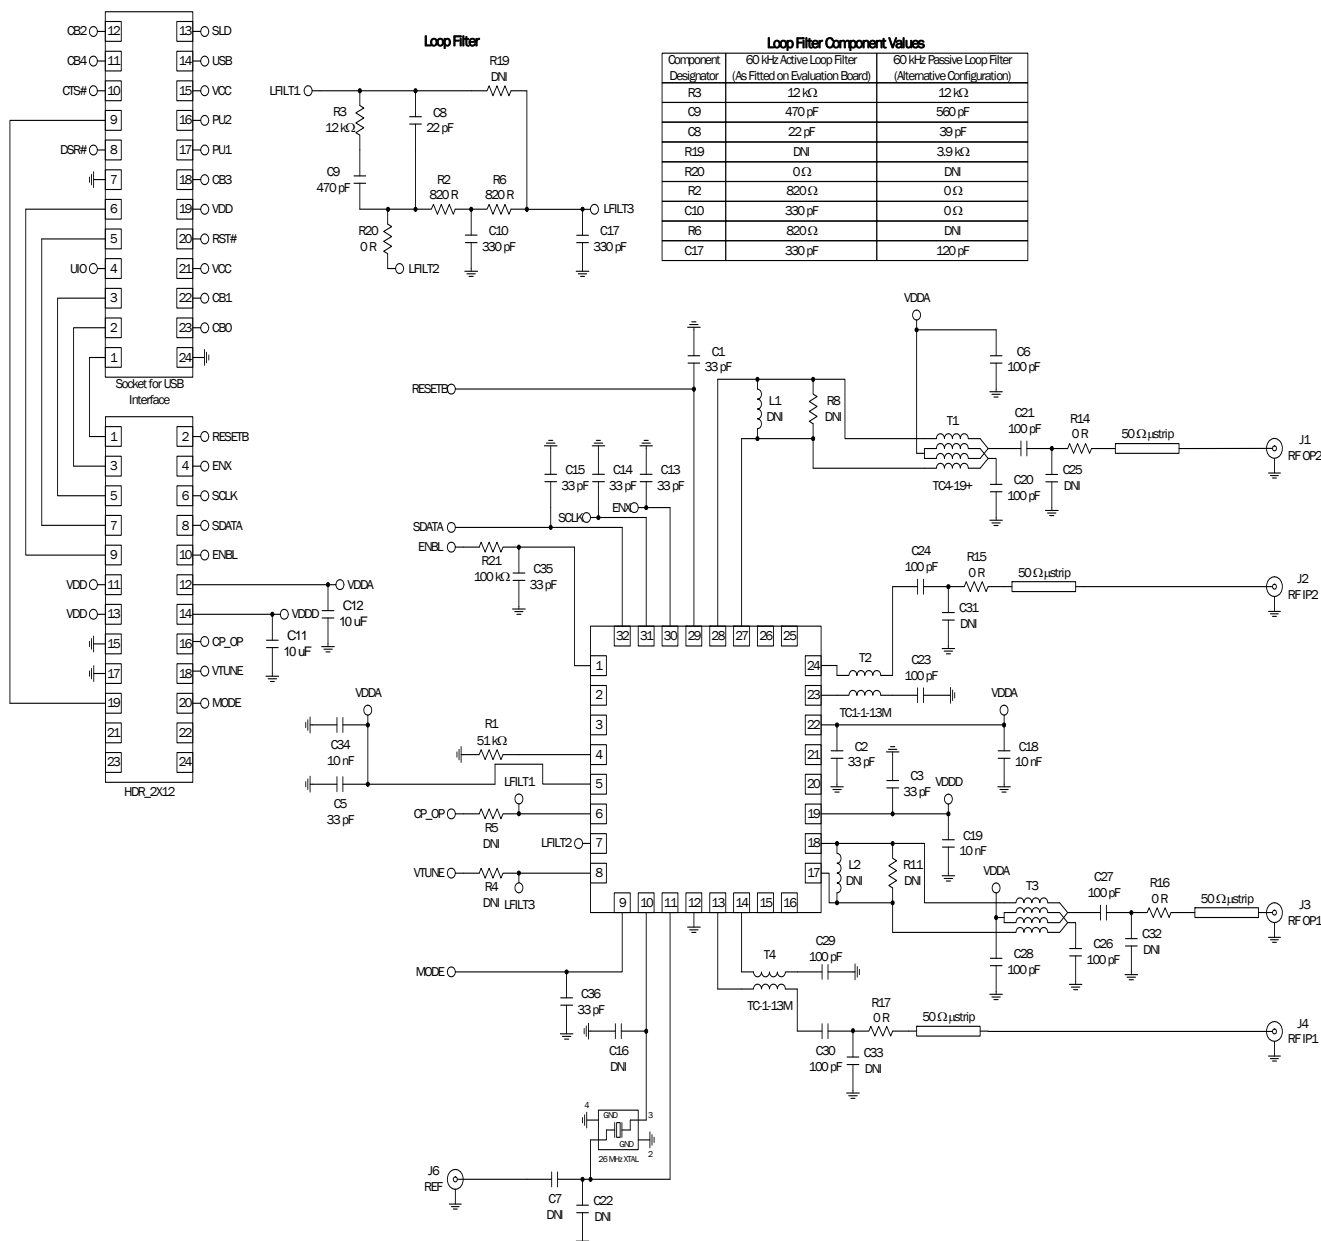 CB2 12 13 SLD
CB4 11 14 USB
CTS# 10 15 VCC
9 16 PU2
DSR# 8 17 PU1
7 18 CB3
6 19 VDD
5 20 RST#
UIO 4 21 VCC
3 22 CB1
2 23 CB0
1 24
Socket for USB
Interface
1 2 RESETB
3 4 ENX
5 6 SCLK
7 8 SDATA
9 10 ENBL
VDD 11 12 VDDA
VDD 13 14 VDDD
C12
10 uF
C11
10 uF
15 16 CP_OP
17 18 VTUNE
19 20 MODE
21 22
23 24
HDR_2X12
Loop Filter
R19
DNI
LFILT1
R3
12 kΩ
C8
22 pF
C9
470 pF
R2
820 R
R6
820 R
LFILT3
R20
0 R
C10
330 pF
C17
330 pF
LFILT2
Loop Filter Component Values
Component
Designator
60 kHz Active Loop Filter
(As Fitted on Evaluation Board)
60 kHz Passive Loop Filter
(Alternative Configuration)
R3 12 kΩ 12 kΩ
C9 470 pF 560 pF
C8 22 pF 39 pF
R19 DNI 3.9 kΩ
R20 0 Ω DNI
R2 820 Ω 0 Ω
C10 330 pF 0 Ω
R6 820 Ω DNI
C17 330 pF 120 pF
VDDA
C6
100 pF
C1
33 pF
RESETB
L1
DNI
R8
DNI
T1
TC4-19+
C21
100 pF
R14
0 R
50 Ω µstrip
J1
RF OP2
C20
100 pF
C25
DNI
C15
33 pF
C14
33 pF
C13
33 pF
ENX
SCLK
SDATA
ENBL
R21
100 kΩ
C35
33 pF
C24
100 pF
R15
0 R
50 Ω µstrip
J2
RF IP2
C31
DNI
32 31 30 29 28 27 26 25
1
2
3
4
5
6
7
8
24
23
22
21
20
19
18
17
9 10 11 12 13 14 15 16
T2
C23
100 pF
TC1-1-13M
VDDA
C2
33 pF
C18
10 nF
C3
33 pF
VDDD
C19
10 nF
VDDA
C34
10 nF
C5
33 pF
R1
51 kΩ
LFILT1
CP_OP
R5
DNI
LFILT2
VTUNE
R4
DNI
LFILT3
L2
DNI
R11
DNI
VDDA
T3
C27
100 pF
R16
0 R
50 Ω µstrip
J3
RF OP1
C28
100 pF
C26
100 pF
C32
DNI
MODE
C36
33 pF
T4
TC-1-13M
C29
100 pF
R17
0 R
50 Ω µstrip
J4
RF IP1
C30
100 pF
C33
DNI
C16
DNI
4
GND
3
GND
2
26 MHz XTAL
J6
REF
C7
DNI
C22
DNI